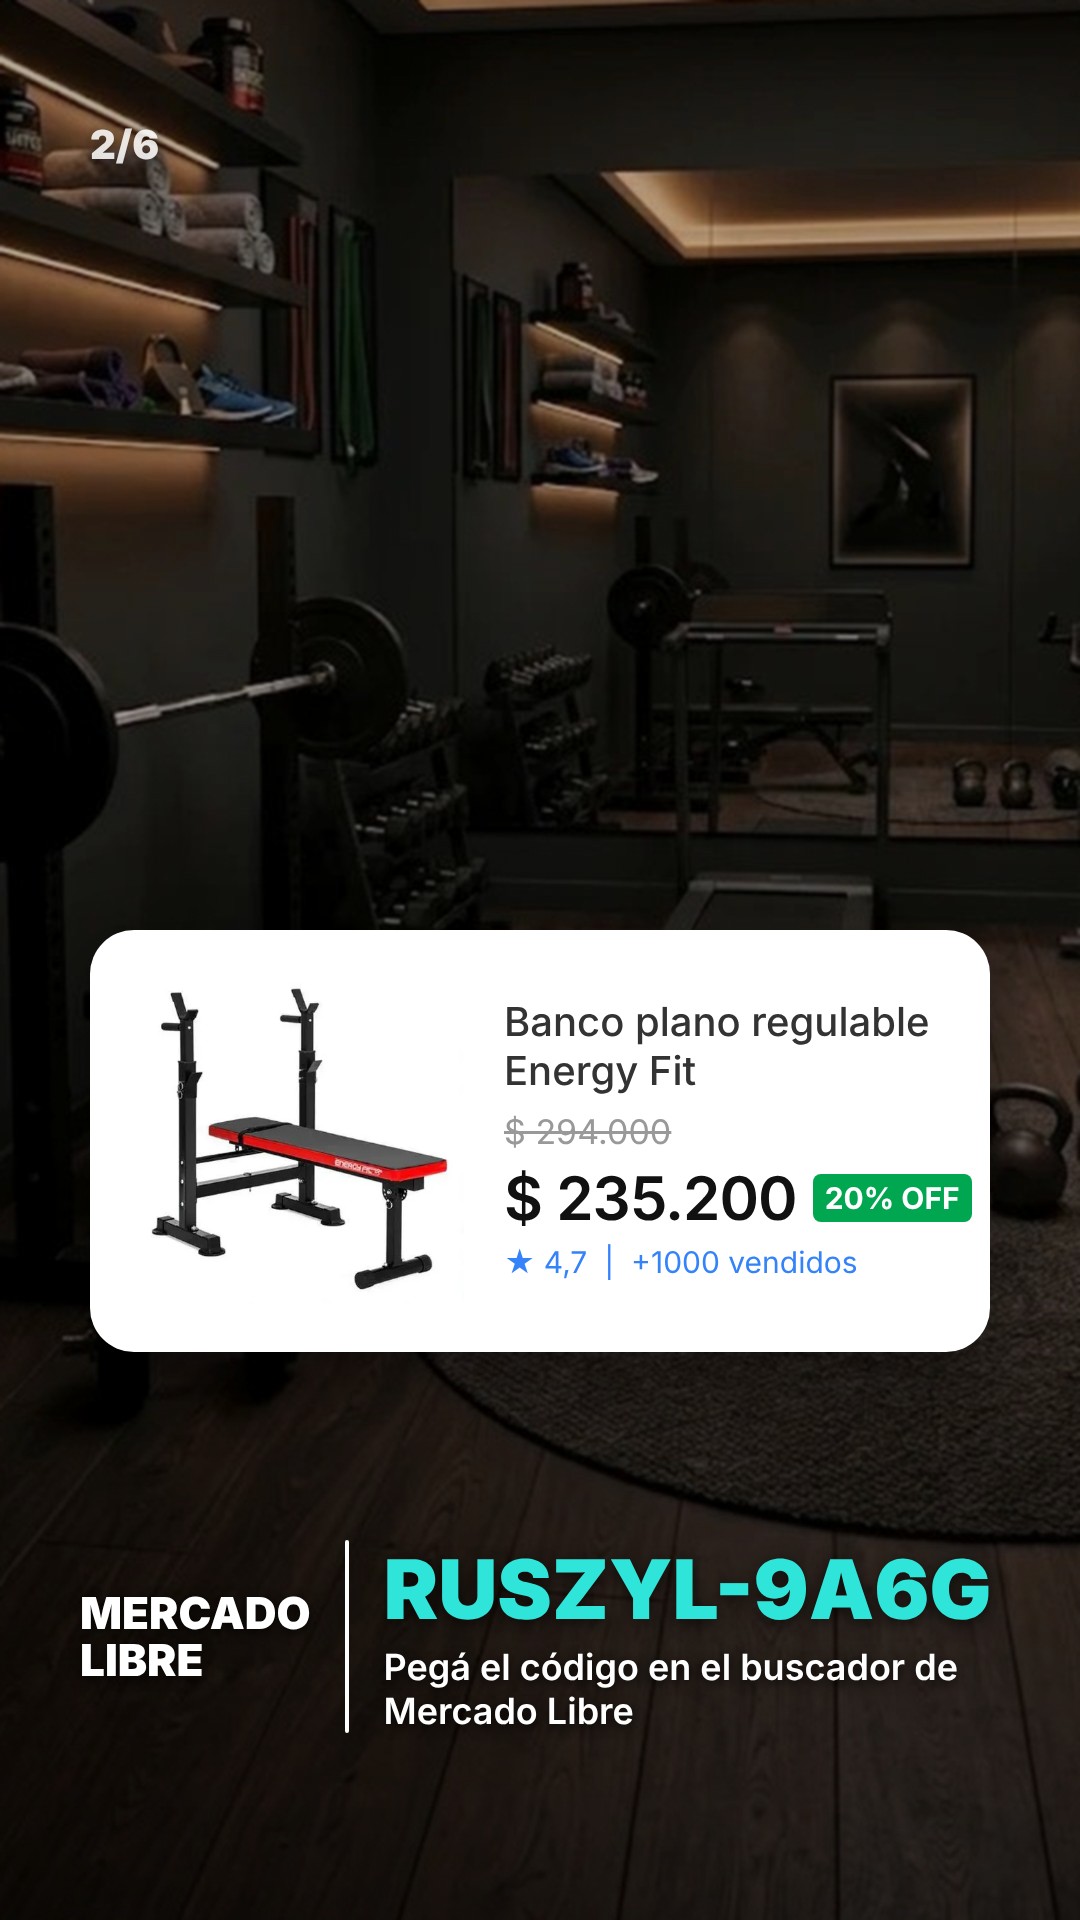 2/6
Banco plano regulable
Energy Fit
$ 294.000
$ 235.200 20% OFF
★ 4,7 | +1000 vendidos
MERCADO
LIBRE
RUSZYL-9A6G
Pegá el código en el buscador de
Mercado Libre